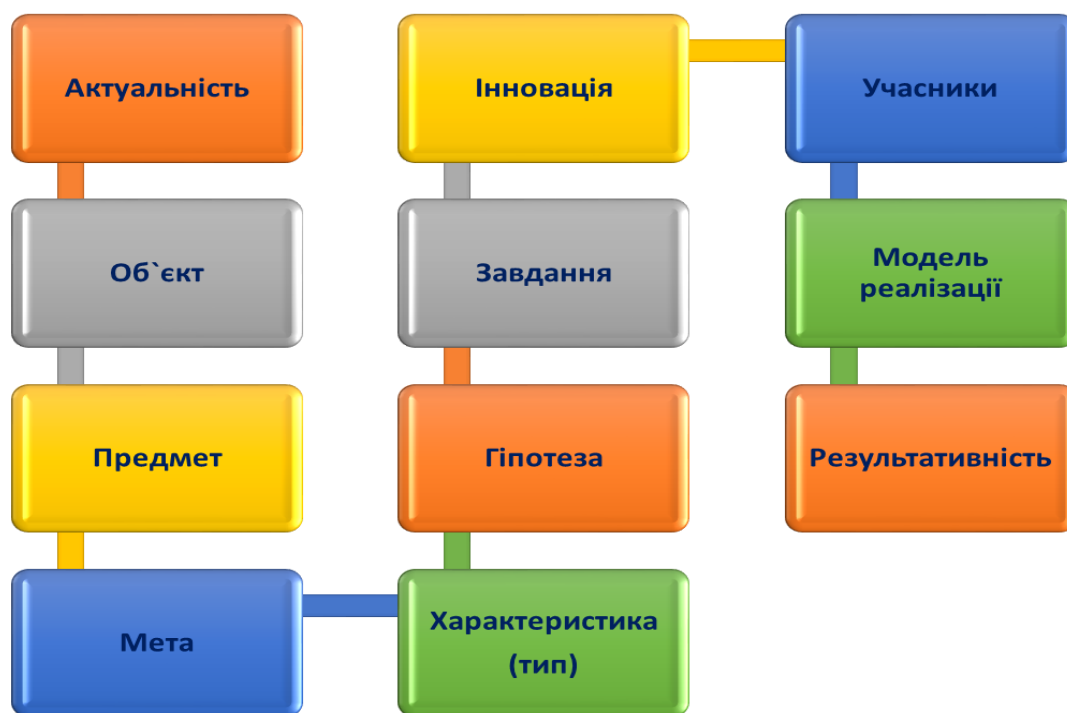 Актуальність
Об`єкт
Предмет
Мета
Характеристика
(тип)
Гіпотеза
Завдання
Інновація
Учасники
Модель
реалізації
Результативність